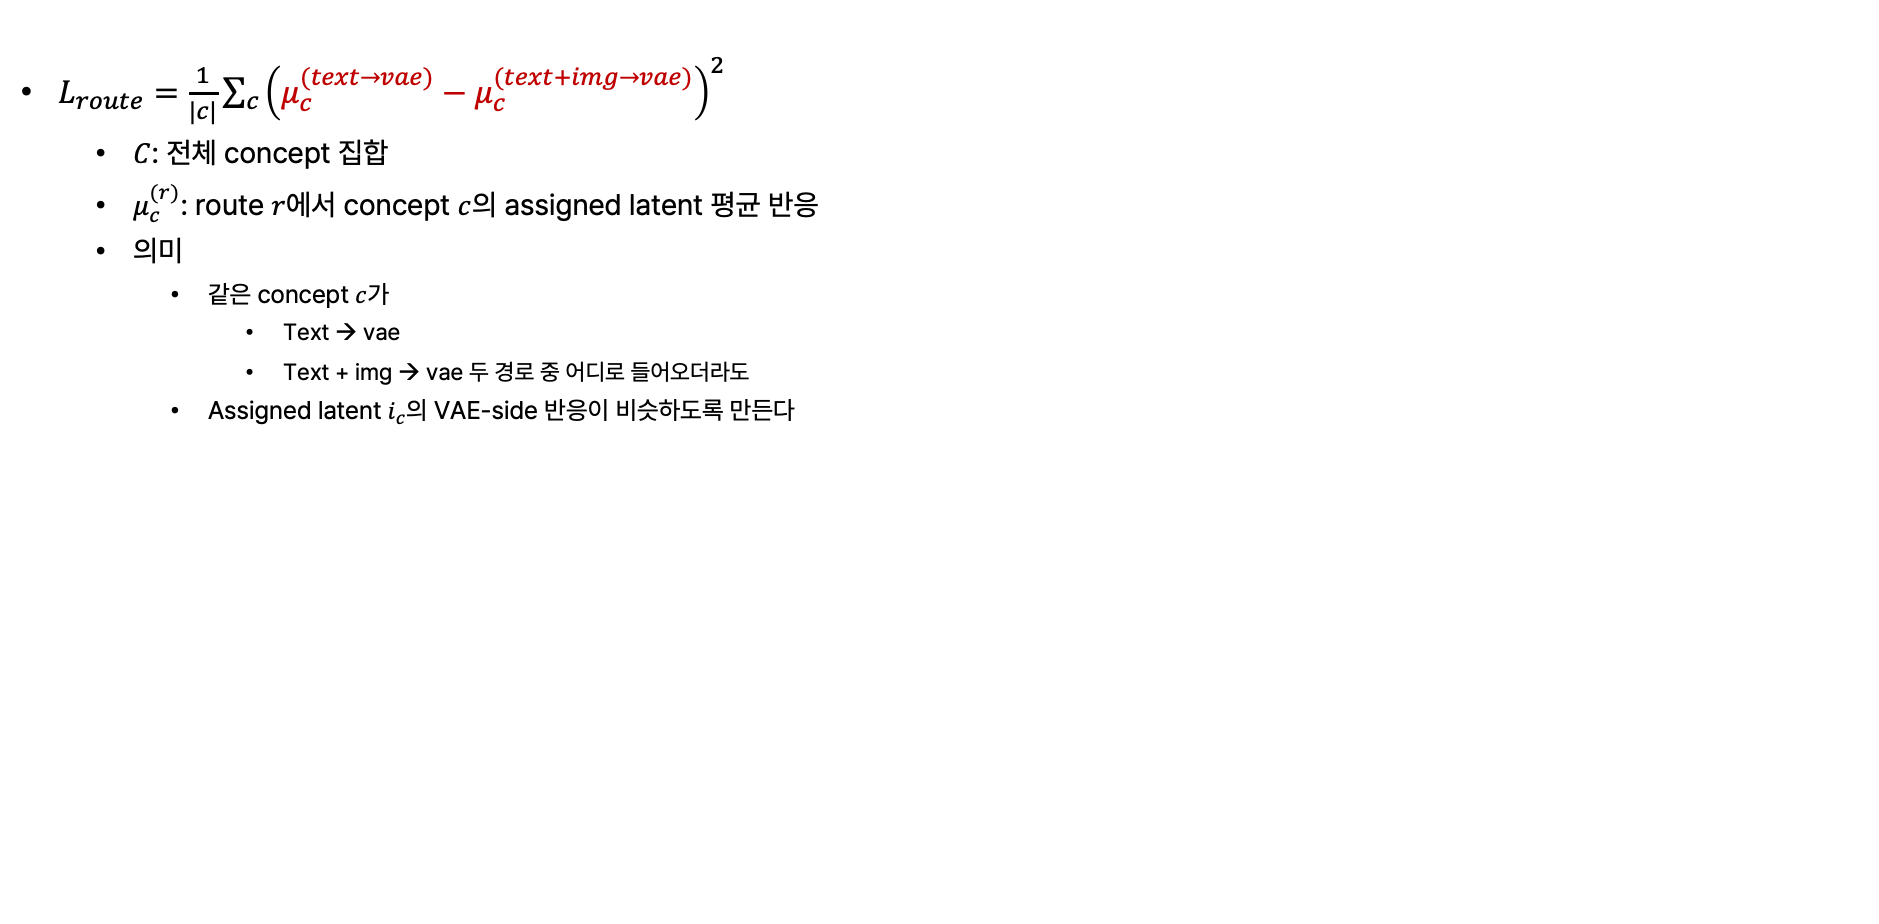 • L_route = 1/|c| ∑_c (μ_c^(text→vae) − μ_c^(text+img→vae))^2
• C: 전체 concept 집합
• μ_c^(r): route r에서 concept c의 assigned latent 평균 반응
• 의미
• 같은 concept c가
• Text → vae
• Text + img → vae 두 경로 중 어디로 들어오더라도
• Assigned latent i_c의 VAE-side 반응이 비슷하도록 만든다